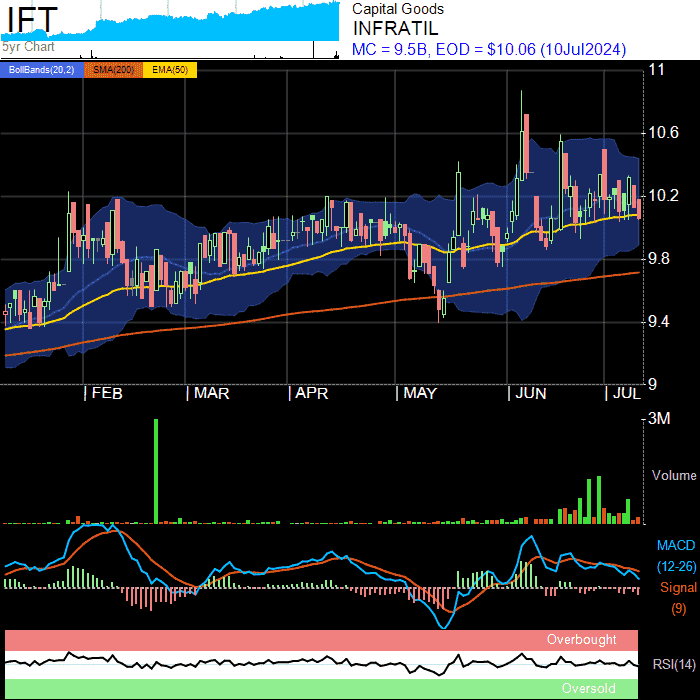 IFT
5yr Chart
Capital Goods
INFRATIL
MC = 9.5B, EOD = $10.06 (10Jul2024)
BollBands(20,2) SMA(200) EMA(50)
11
10.6
10.2
9.8
9.4
9
FEB MAR APR MAY JUN JUL
3M
Volume
MACD
(12-26)
Signal
(9)
Overbought
RSI(14)
Oversold